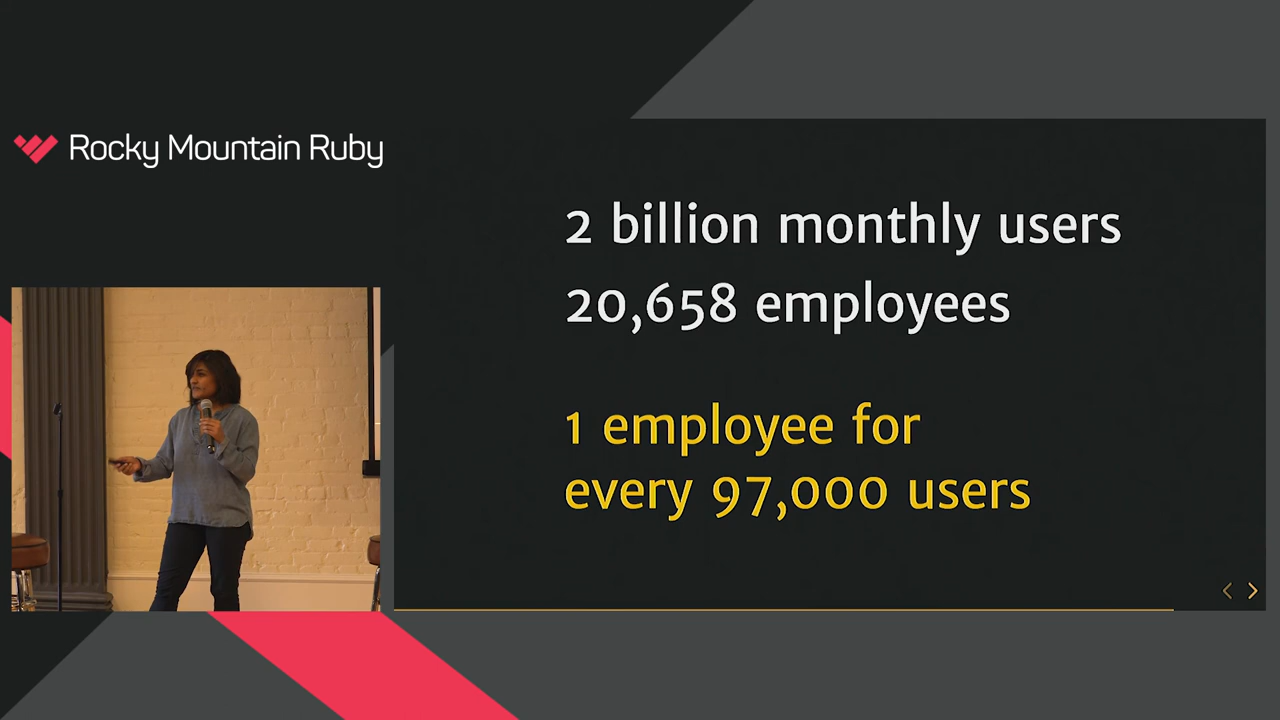 Rocky Mountain Ruby
2 billion monthly users
20,658 employees
1 employee for
every 97,000 users